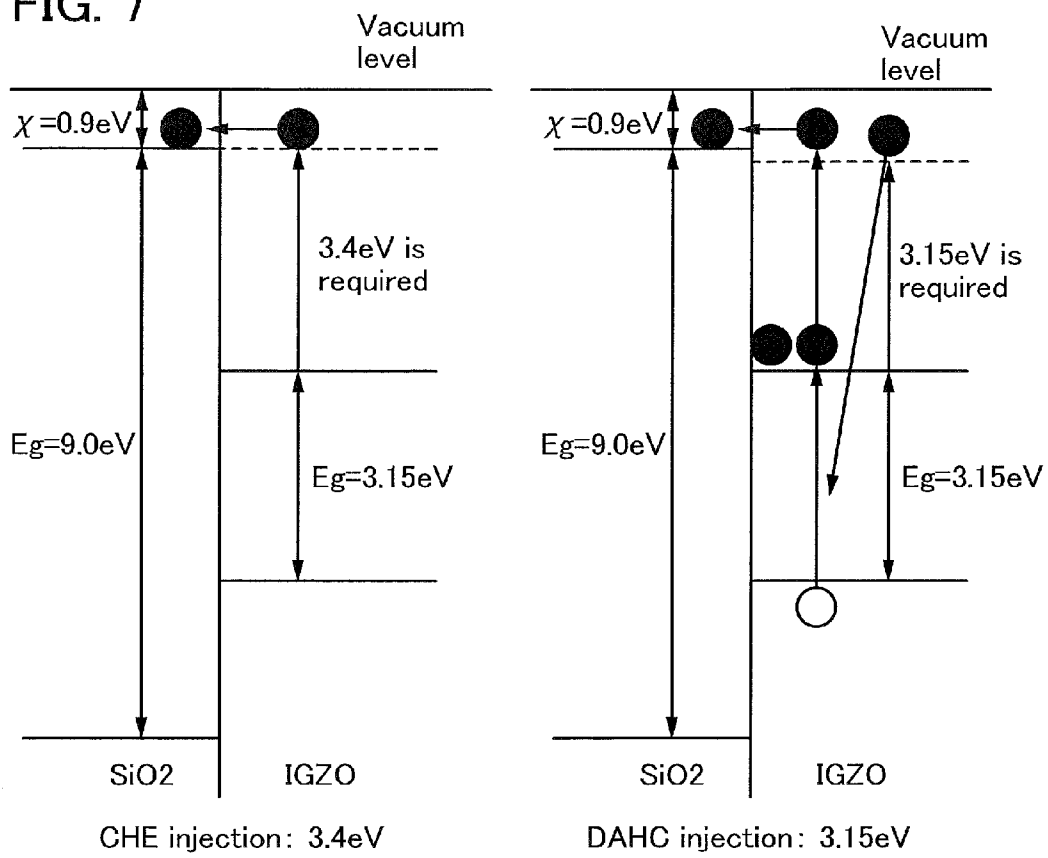 FIG. 7
Vacuum
level
χ=0.9eV
3.4eV is
required
Eg=9.0eV
Eg=3.15eV
SiO2
IGZO
CHE injection: 3.4eV
Vacuum
level
χ=0.9eV
3.15eV is
required
Eg=9.0eV
Eg=3.15eV
SiO2
IGZO
DAHC injection: 3.15eV